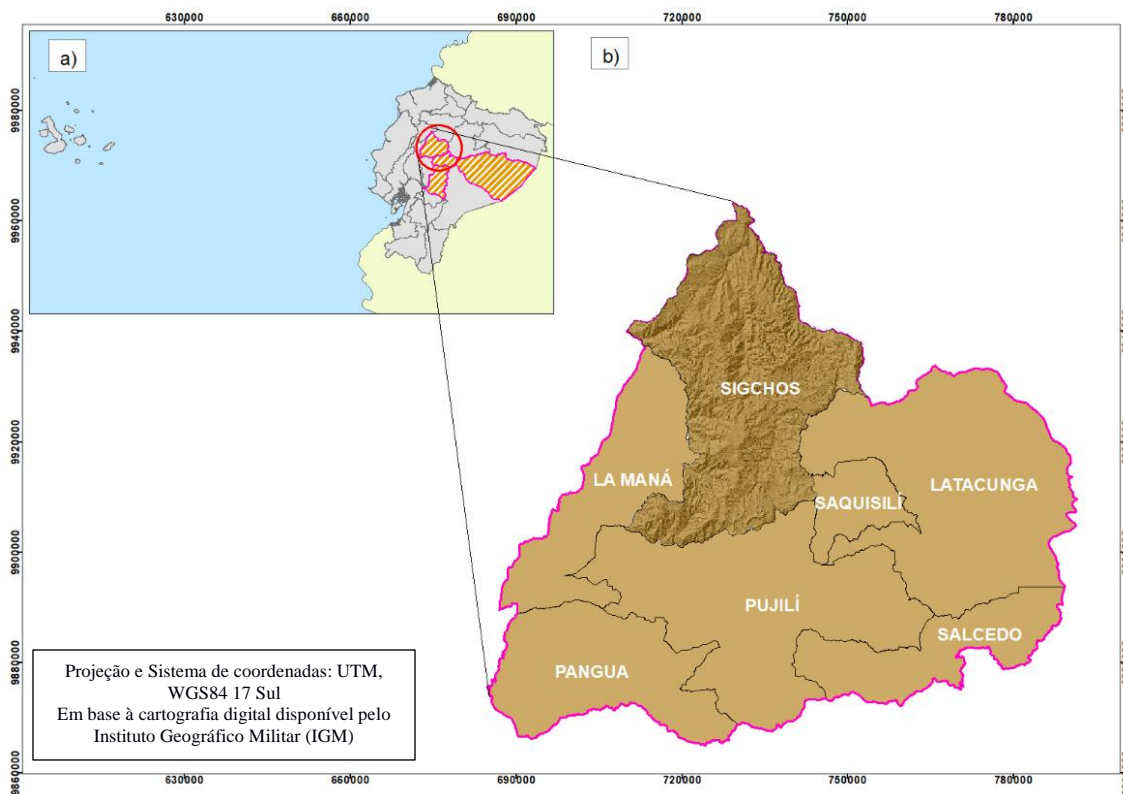 630000 660000 690000 720000 750000 780000
a)
b)
9980000
9960000
9940000
9920000
9900000
9880000
9860000
SIGCHOS
LA MANÁ
SAQUISILÍ
LATACUNGA
PUJILÍ
SALCEDO
PANGUA
Projeção e Sistema de coordenadas: UTM,
WGS84 17 Sul
Em base à cartografia digital disponível pelo
Instituto Geográfico Militar (IGM)
630000 660000 690000 720000 750000 780000